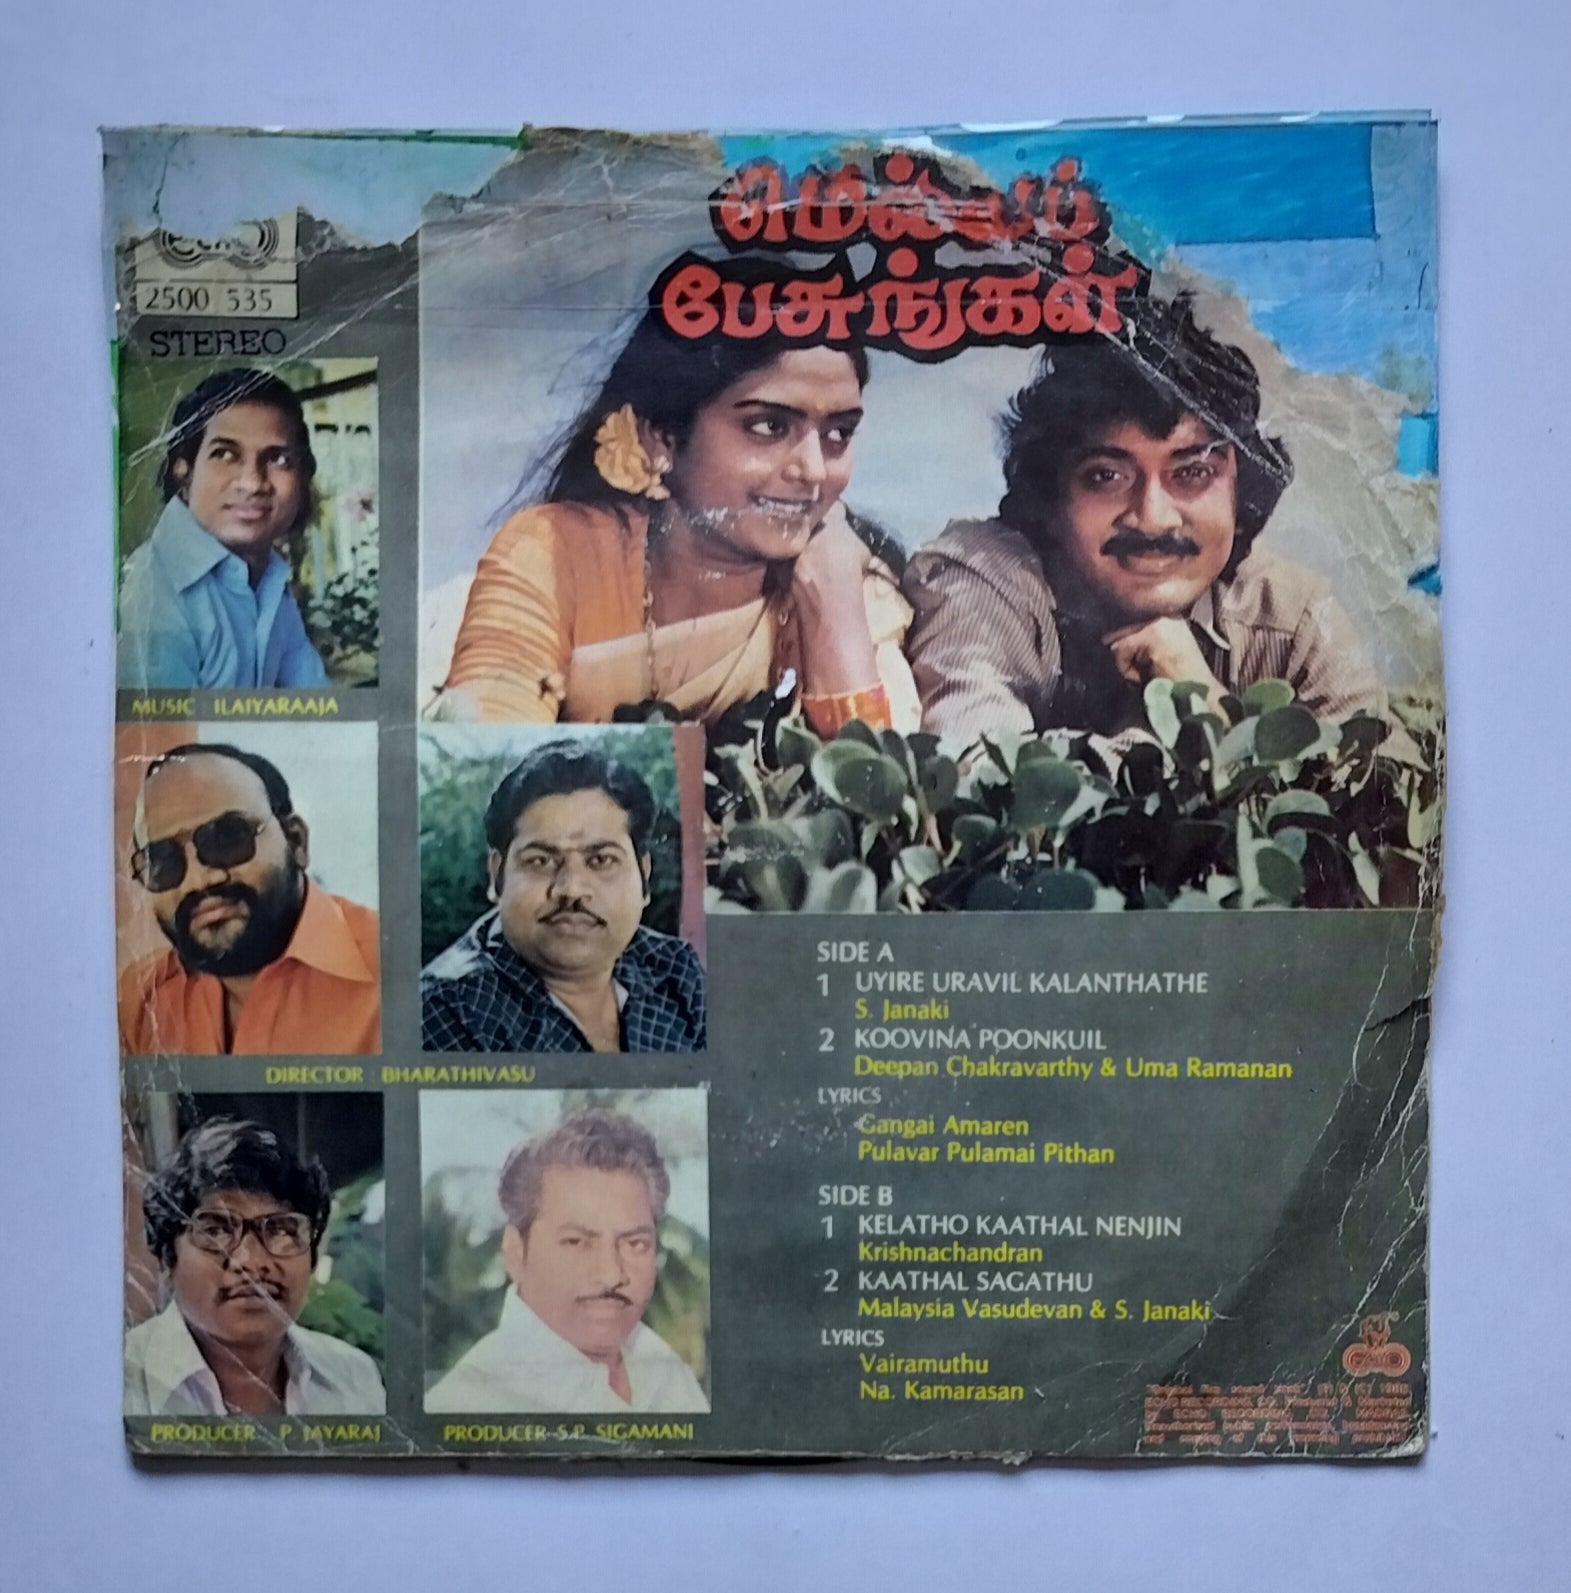 மெல்லப்
பேசுங்கள்
2500 535
STEREO
MUSIC ILAIYARAAJA
DIRECTOR BHARATHIVASU
PRODUCER P JAYARAJ
PRODUCER S.P. SIGAMANI
SIDE A
1 UYIRE URAVIL KALANTHATHE
S. Janaki
2 KOOVINA POONKUIL
Deepan Chakravarthy & Uma Ramanan
LYRICS
Gangai Amaren
Pulavar Pulamai Pithan
SIDE B
1 KELATHO KAATHAL NENJIN
Krishnachandran
2 KAATHAL SAGATHU
Malaysia Vasudevan & S. Janaki
LYRICS
Vairamuthu
Na. Kamarasan
ECHO